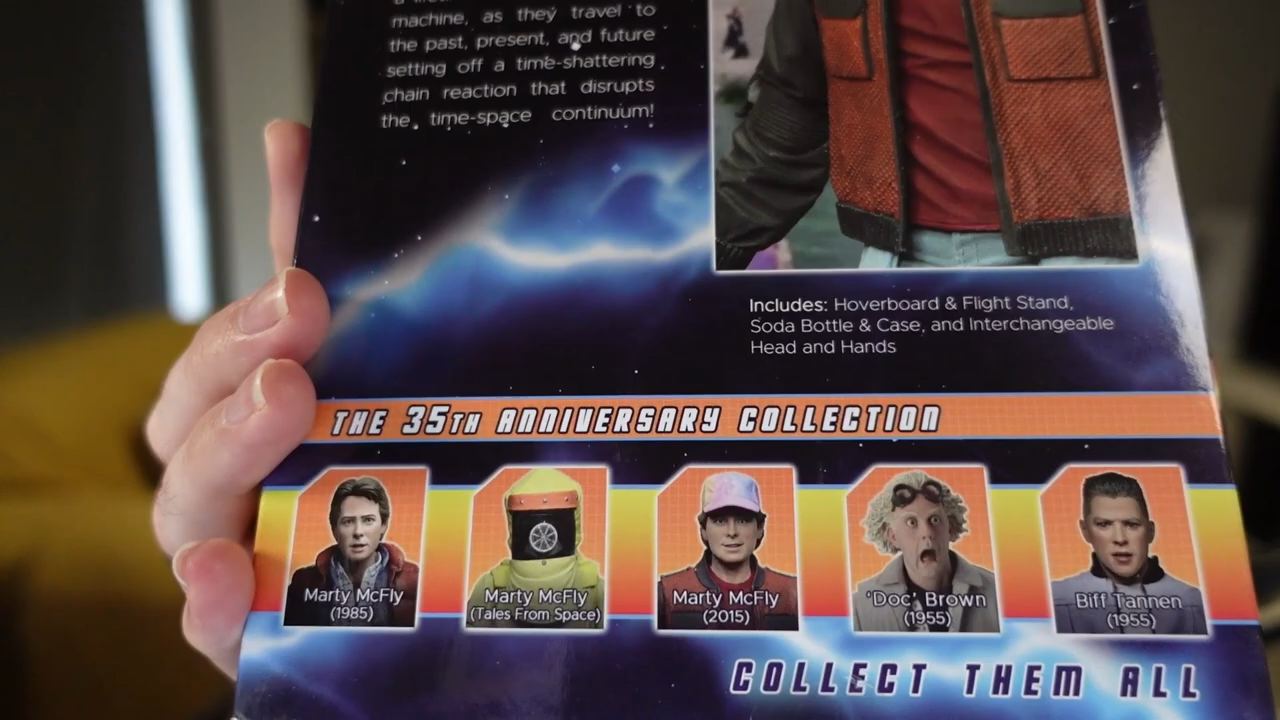 machine, as they travel to
the past, present, and future
setting off a time-shattering
chain reaction that disrupts
the time-space continuum!
Includes: Hoverboard & Flight Stand,
Soda Bottle & Case, and Interchangeable
Head and Hands
THE 35TH ANNIVERSARY COLLECTION
Marty McFly
(1985)
Marty McFly
(Tales From Space)
Marty McFly
(2015)
'Doc' Brown
(1955)
Biff Tannen
(1955)
COLLECT THEM ALL